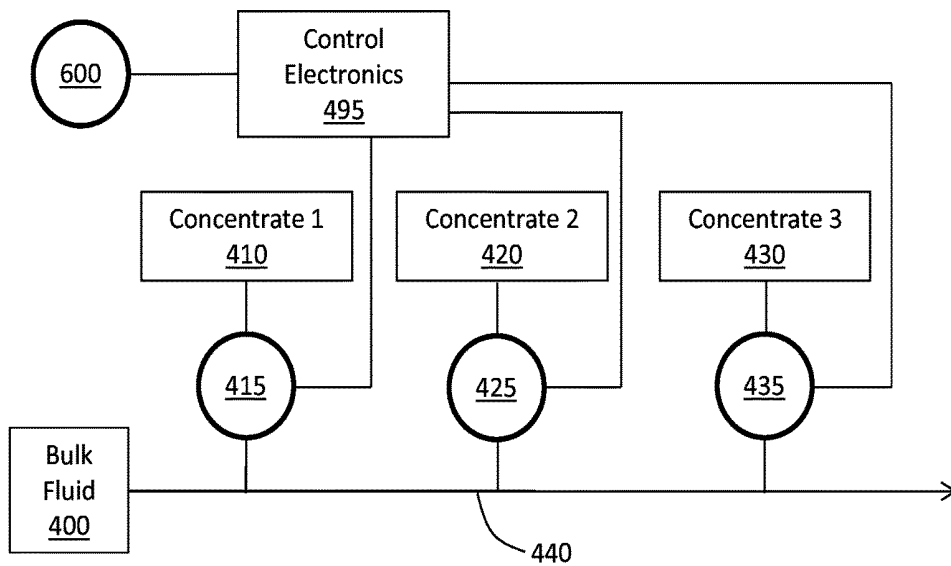 Control
Electronics
495
600
Concentrate 1
410
Concentrate 2
420
Concentrate 3
430
415
425
435
Bulk
Fluid
400
440